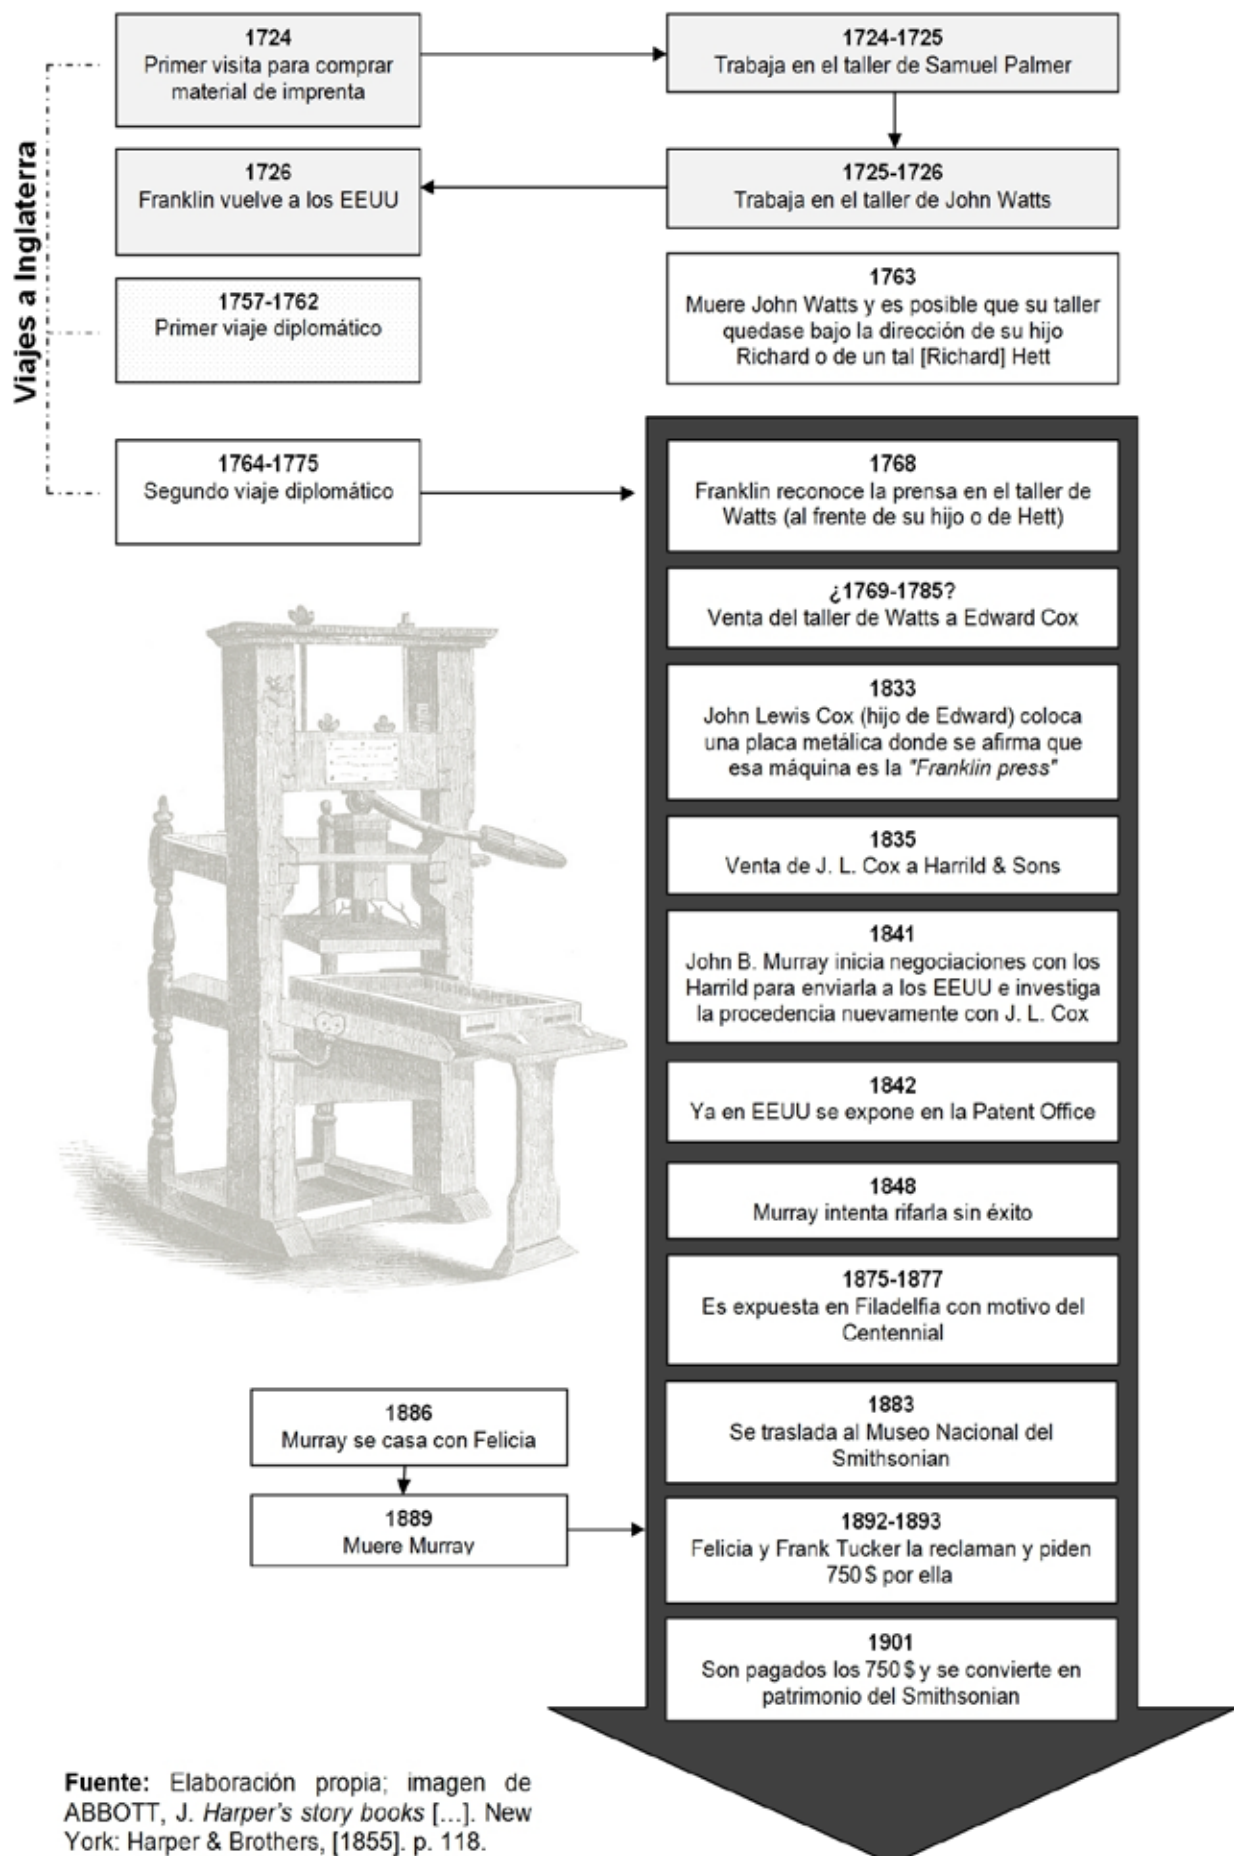 Viajes a Inglaterra
1724
Primer visita para comprar
material de imprenta
1724-1725
Trabaja en el taller de Samuel Palmer
1725-1726
Trabaja en el taller de John Watts
1726
Franklin vuelve a los EEUU
1757-1762
Primer viaje diplomático
1763
Muere John Watts y es posible que su taller
quedase bajo la dirección de su hijo
Richard o de un tal [Richard] Hett
1764-1775
Segundo viaje diplomático
1768
Franklin reconoce la prensa en el taller de
Watts (al frente de su hijo o de Hett)
¿1769-1785?
Venta del taller de Watts a Edward Cox
1833
John Lewis Cox (hijo de Edward) coloca
una placa metálica donde se afirma que
esa máquina es la "Franklin press"
1835
Venta de J. L. Cox a Harrild & Sons
1841
John B. Murray inicia negociaciones con los
Harrild para enviarla a los EEUU e investiga
la procedencia nuevamente con J. L. Cox
1842
Ya en EEUU se expone en la Patent Office
1848
Murray intenta rifarla sin éxito
1875-1877
Es expuesta en Filadelfia con motivo del
Centennial
1883
Se traslada al Museo Nacional del
Smithsonian
1886
Murray se casa con Felicia
1889
Muere Murray
1892-1893
Felicia y Frank Tucker la reclaman y piden
750 $ por ella
1901
Son pagados los 750 $ y se convierte en
patrimonio del Smithsonian
Fuente: Elaboración propia; imagen de
ABBOTT, J. Harper's story books [...]. New
York: Harper & Brothers, [1855]. p. 118.